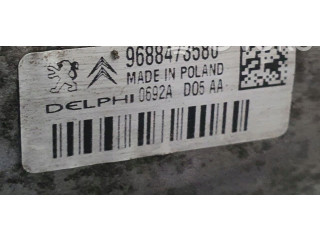 9688473580
MADE IN POLAND
DELPHI 0692A D05 AA